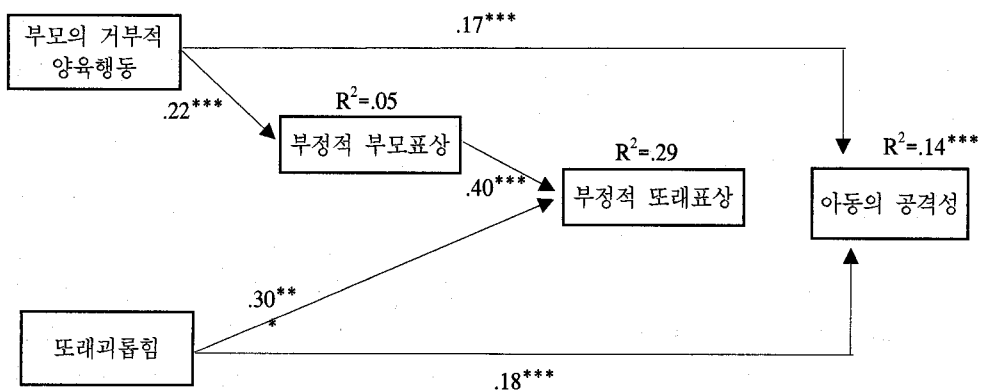 .17***
부모의 거부적
양육행동
.22***
R²=.05
부정적 부모표상
.40***
R²=.29
부정적 또래표상
R²=.14***
아동의 공격성
.30**
*
또래괴롭힘
.18***